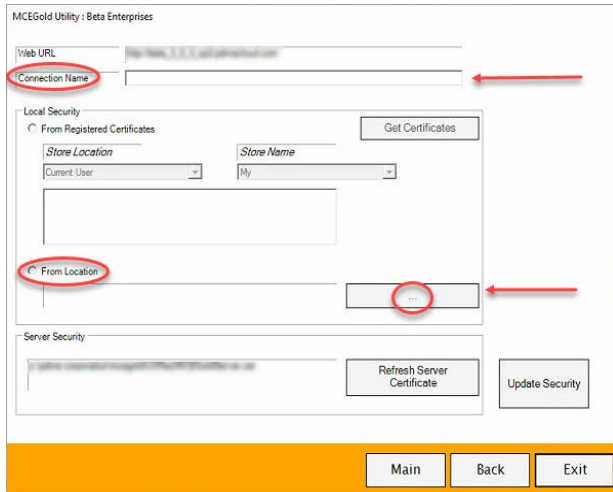 MCEGold Utility : Beta Enterprises
Web URL
Connection Name
Local Security
From Registered Certificates
Get Certificates
Store Location Store Name
Current User My
From Location
...
Server Security
Refresh Server
Certificate
Update Security
Main Back Exit